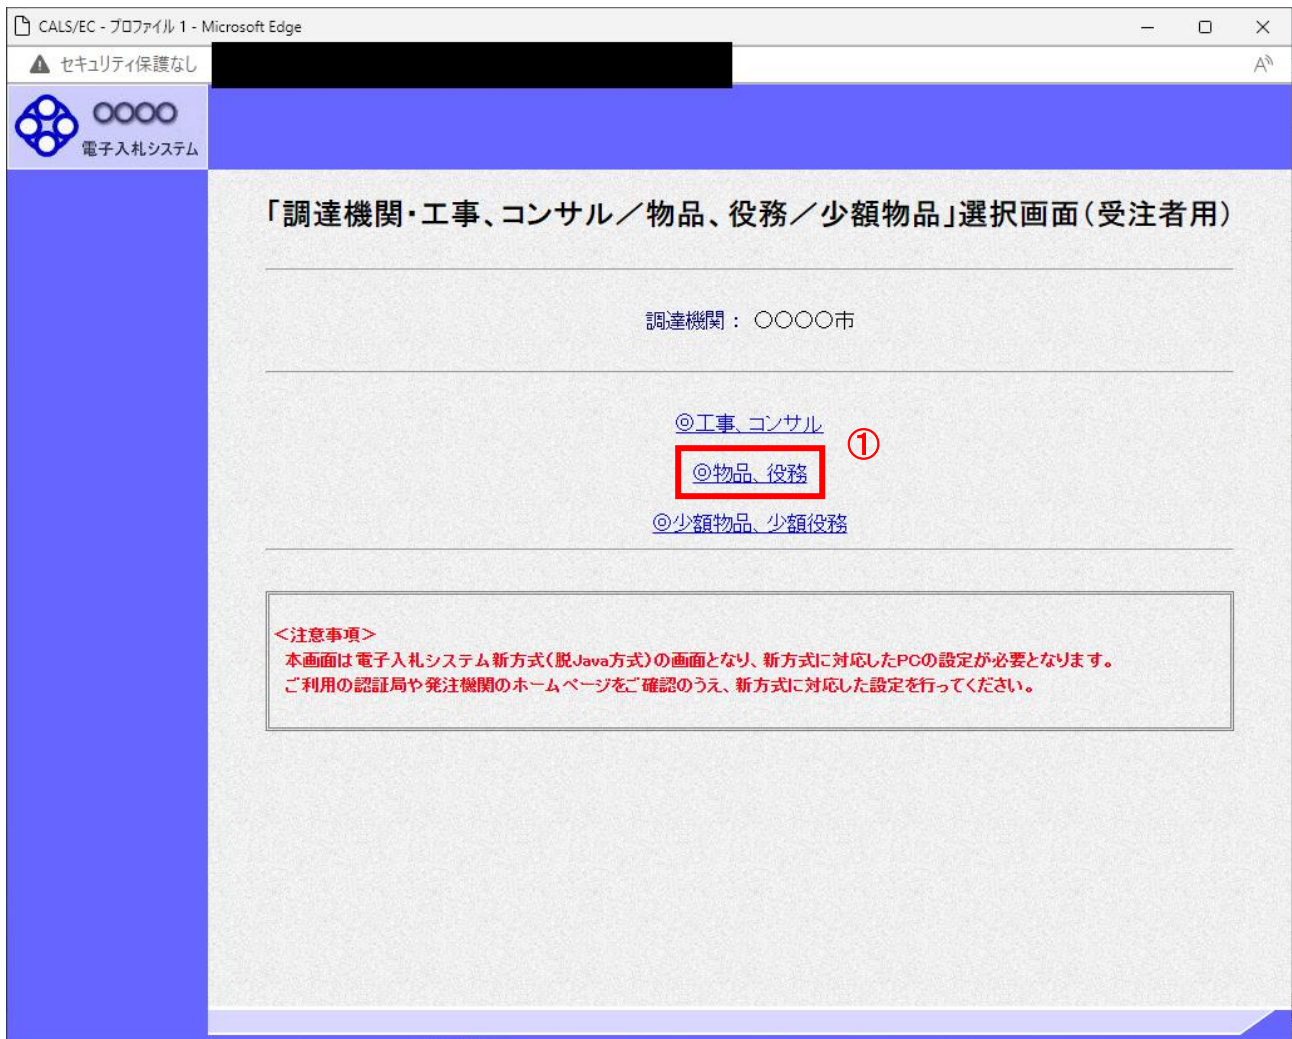 CALS/EC - プロファイル 1 - Microsoft Edge
セキュリティ保護なし
○○○○
電子入札システム
「調達機関・工事、コンサル／物品、役務／少額物品」選択画面（受注者用）
調達機関： ○○○○市
◎工事、コンサル
①
◎物品、役務
◎少額物品、少額役務
＜注意事項＞
本画面は電子入札システム新方式（脱Java方式）の画面となり、新方式に対応したPCの設定が必要となります。
ご利用の認証局や発注機関のホームページをご確認のうえ、新方式に対応した設定を行ってください。